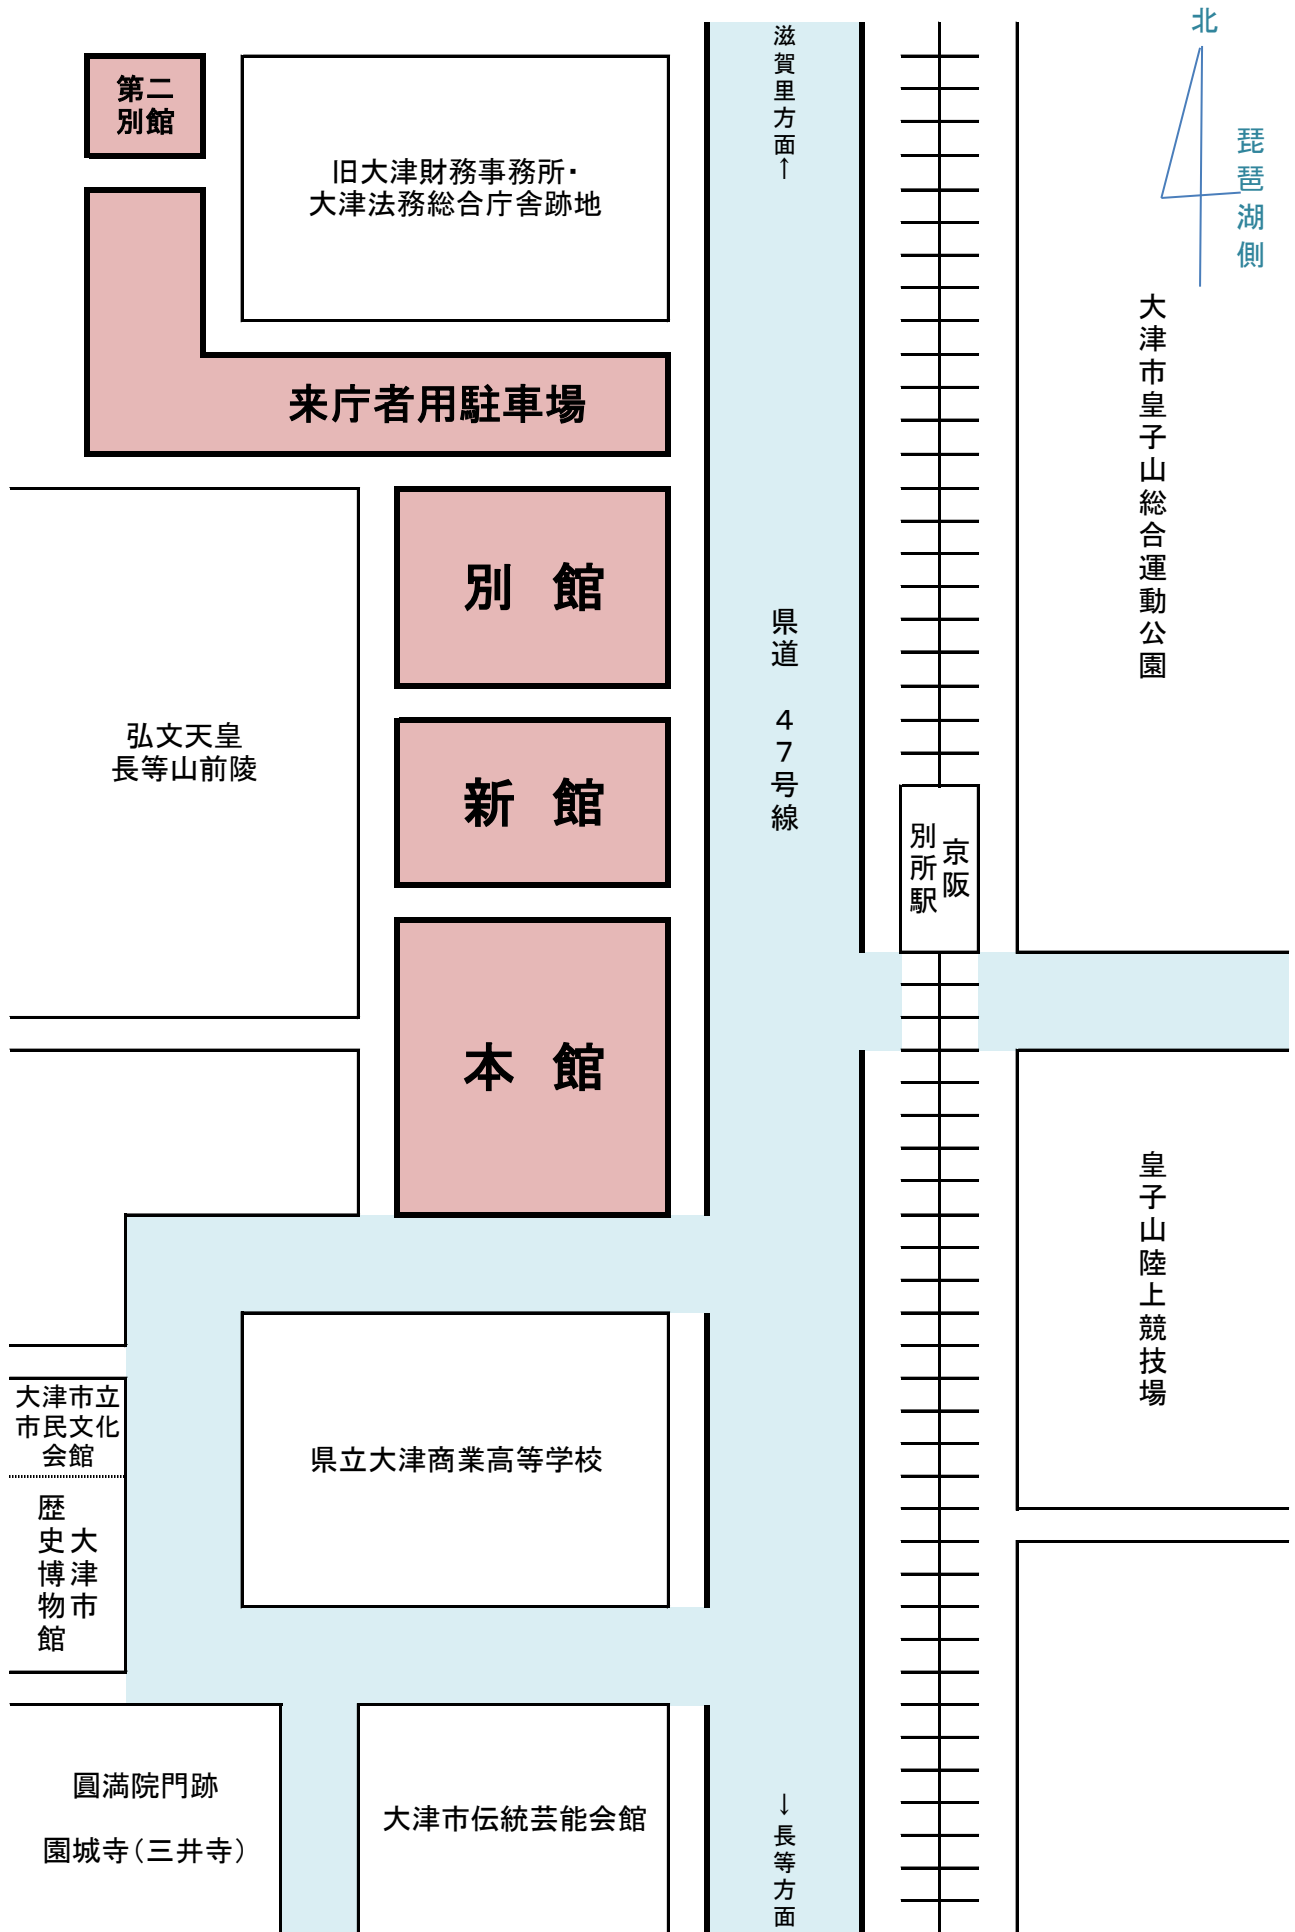 北
琵琶湖側
滋賀里方面→
第二
別館
旧大津財務事務所・
大津法務総合庁舎跡地
来庁者用駐車場
大津市皇子山総合運動公園
別 館
県道 47号線
弘文天皇
長等山前陵
新 館
京阪
別所駅
本 館
皇子山陸上競技場
大津市立
市民文化
会館
県立大津商業高等学校
大津市
歴史博物館
圓満院門跡
園城寺(三井寺)
大津市伝統芸能会館
←長等方面